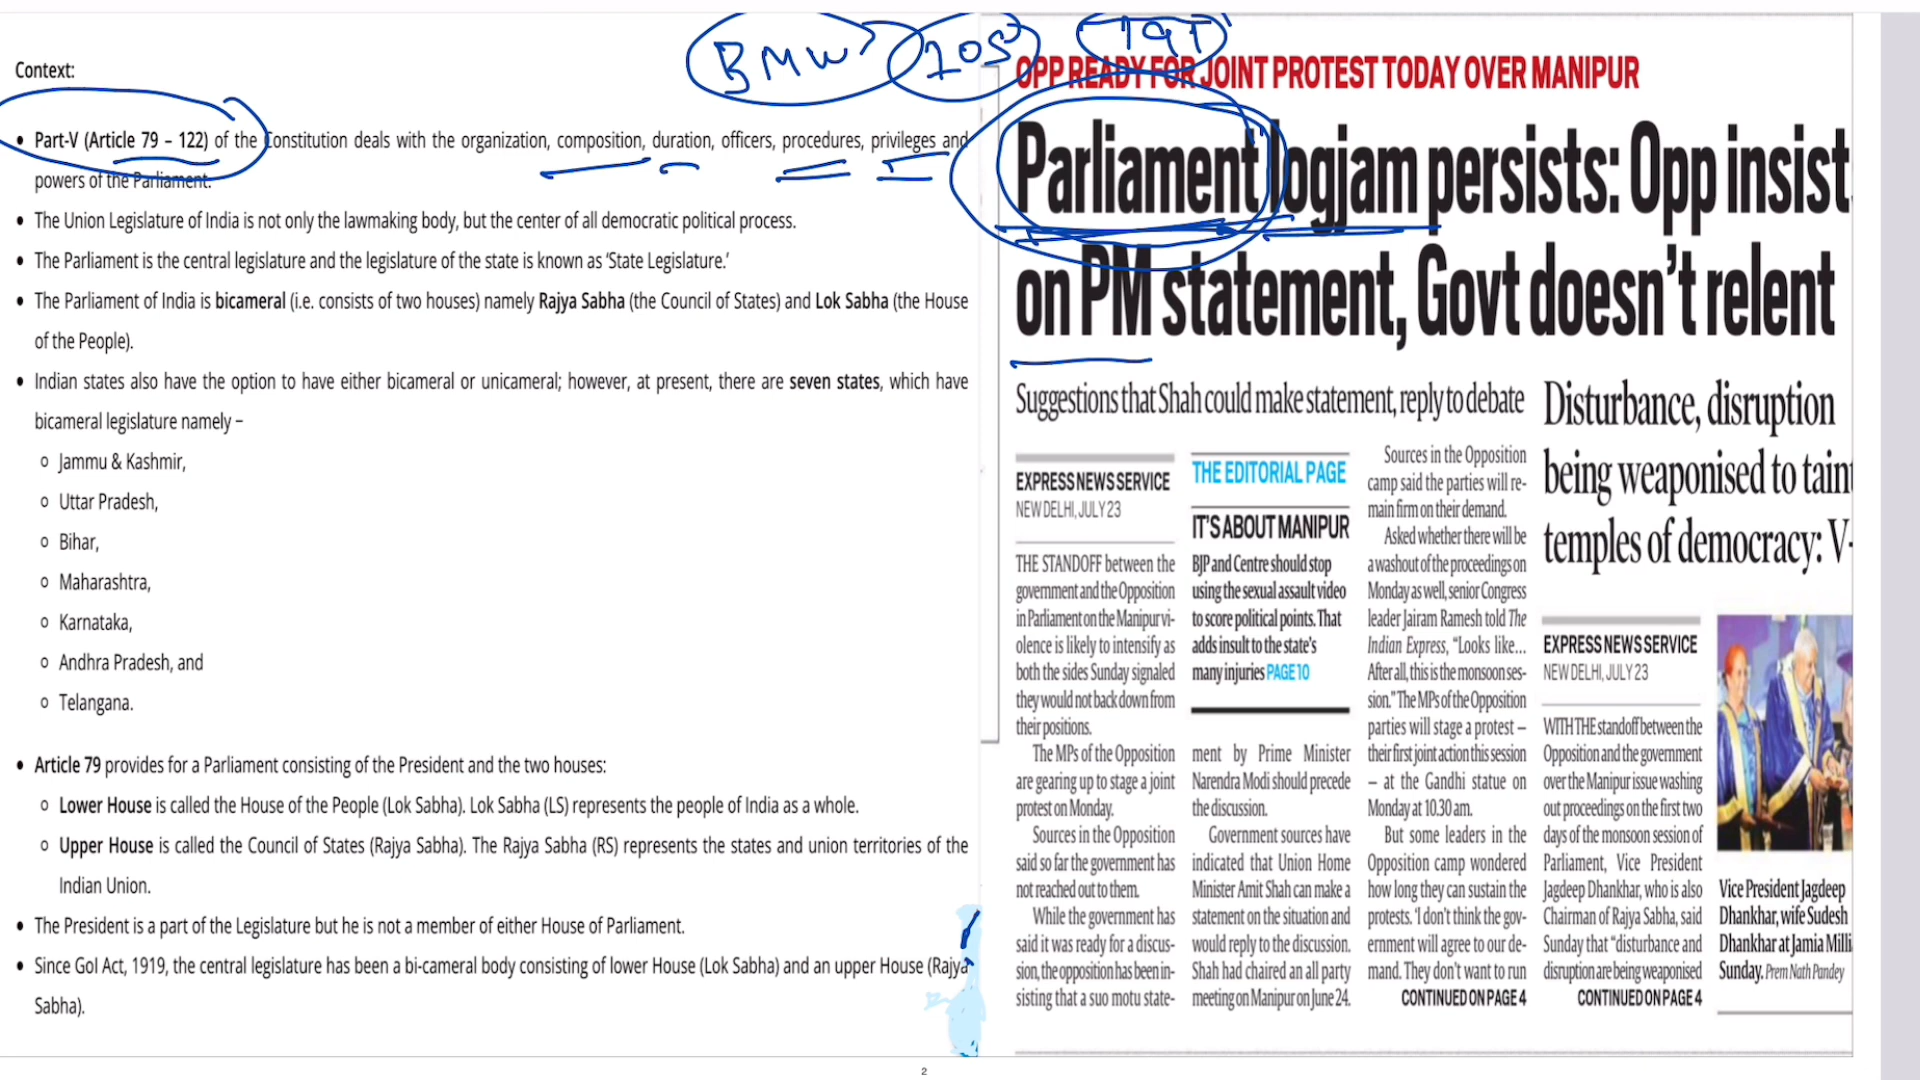 BMW
Context:
• Part-V (Article 79 – 122) of the Constitution deals with the organization, composition, duration, officers, procedures, privileges and
powers of the Parliament.
• The Union Legislature of India is not only the lawmaking body, but the center of all democratic political process.
• The Parliament is the central legislature and the legislature of the state is known as ‘State Legislature.’
• The Parliament of India is bicameral (i.e. consists of two houses) namely Rajya Sabha (the Council of States) and Lok Sabha (the House
of the People).
• Indian states also have the option to have either bicameral or unicameral; however, at present, there are seven states, which have
bicameral legislature namely –
o Jammu & Kashmir,
o Uttar Pradesh,
o Bihar,
o Maharashtra,
o Karnataka,
o Andhra Pradesh, and
o Telangana.
• Article 79 provides for a Parliament consisting of the President and the two houses:
o Lower House is called the House of the People (Lok Sabha). Lok Sabha (LS) represents the people of India as a whole.
o Upper House is called the Council of States (Rajya Sabha). The Rajya Sabha (RS) represents the states and union territories of the
Indian Union.
• The President is a part of the Legislature but he is not a member of either House of Parliament.
• Since GoI Act, 1919, the central legislature has been a bi-cameral body consisting of lower House (Lok Sabha) and an upper House (Rajya
Sabha).
OPP READY FOR JOINT PROTEST TODAY OVER MANIPUR
Parliament logjam persists: Opp insist
on PM statement, Govt doesn’t relent
Suggestions that Shah could make statement, reply to debate
EXPRESS NEWS SERVICE
NEW DELHI, JULY 23
THE STANDOFF between the
government and the Opposition
in Parliament on the Manipur vi-
olence is likely to intensify as
both the sides Sunday signaled
they would not back down from
their positions.
The MPs of the Opposition
are gearing up to stage a joint
protest on Monday.
Sources in the Opposition
said so far the government has
not reached out to them.
While the government has
said it was ready for a discus-
sion, the opposition has been in-
sisting that a suo motu state-
THE EDITORIAL PAGE
IT’S ABOUT MANIPUR
BJP and Centre should stop
using the sexual assault video
to score political points. That
adds insult to the state’s
many injuries PAGE 10
ment by Prime Minister
Narendra Modi should precede
the discussion.
Government sources have
indicated that Union Home
Minister Amit Shah can make a
statement on the situation and
would reply to the discussion.
Shah had chaired an all party
meeting on Manipur on June 24.
Sources in the Opposition
camp said the parties will re-
main firm on their demand.
Asked whether there will be
a washout of the proceedings on
Monday as well, senior Congress
leader Jairam Ramesh told The
Indian Express, “Looks like…
After all, this is the monsoon ses-
sion.” The MPs of the Opposition
parties will stage a protest –
their first joint action this session
– at the Gandhi statue on
Monday at 10.30 am.
But some leaders in the
Opposition camp wondered
how long they can sustain the
protests. ‘I don’t think the gov-
ernment will agree to our de-
mand. They don’t want to run
CONTINUED ON PAGE 4
Disturbance, disruption
being weaponised to taint
temples of democracy: V-
EXPRESS NEWS SERVICE
NEW DELHI, JULY 23
WITH THE standoff between the
Opposition and the government
over the Manipur issue washing
out proceedings on the first two
days of the monsoon session of
Parliament, Vice President
Jagdeep Dhankhar, who is also
Chairman of Rajya Sabha, said
Sunday that “disturbance and
disruption are being weaponised
CONTINUED ON PAGE 4
Vice President Jagdeep
Dhankhar, wife Sudesh
Dhankhar at Jamia Milli
Sunday. Prem Nath Pandey
2